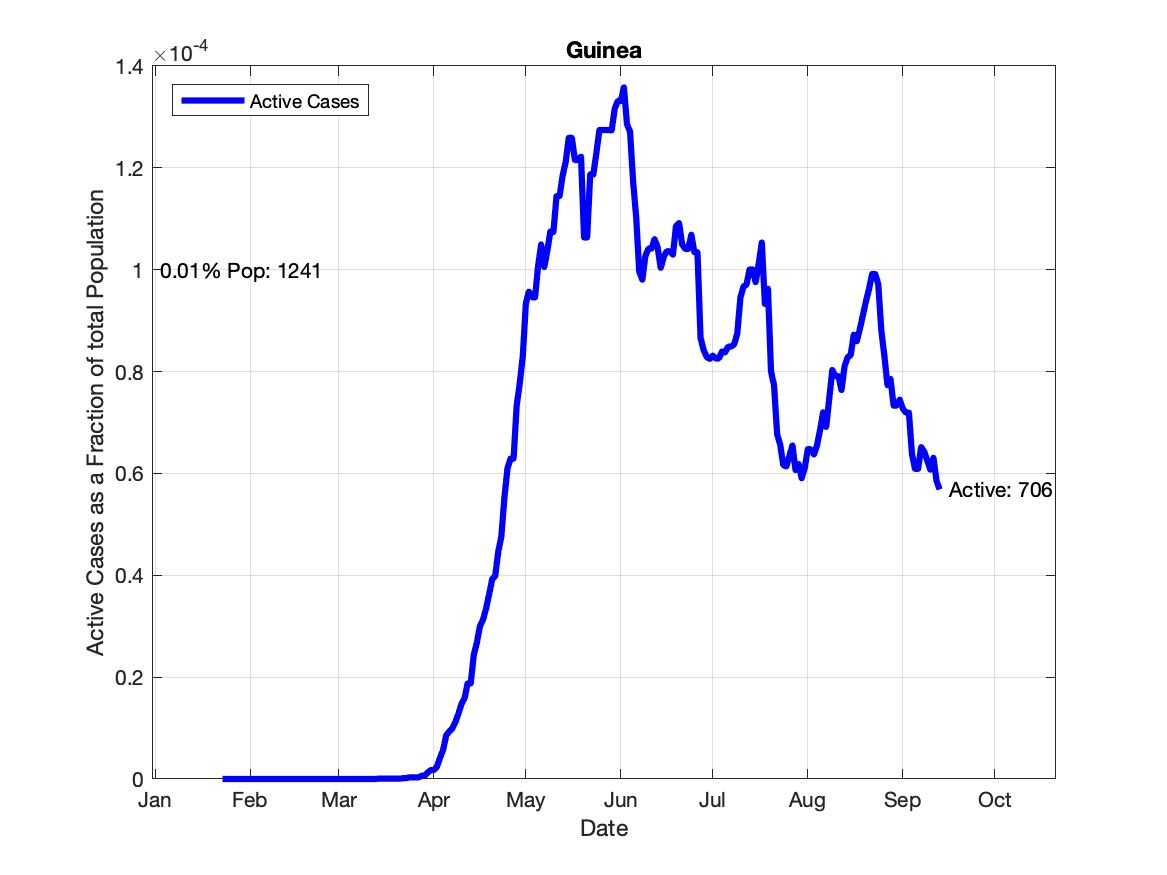 Guinea
×10-4
1.4
1.2
1
0.8
0.6
0.4
0.2
0
Active Cases
0.01% Pop: 1241
Active: 706
Active Cases as a Fraction of total Population
Jan Feb Mar Apr May Jun Jul Aug Sep Oct
Date